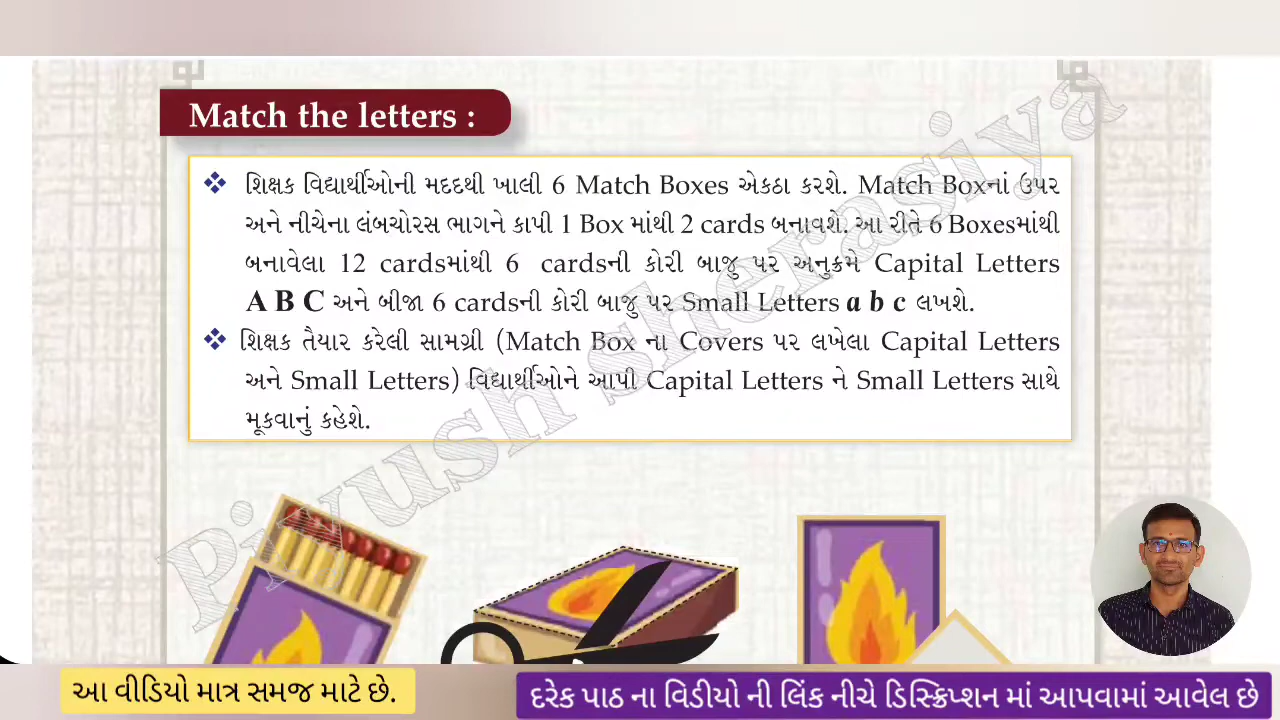 Match the letters :
❖ શિક્ષક વિદ્યાર્થીઓની મદદથી ખાલી 6 Match Boxes એકઠા કરશે. Match Boxનાં ઉપર
અને નીચેના લંબચોરસ ભાગને કાપી 1 Box માંથી 2 cards બનાવશે. આ રીતે 6 Boxesમાંથી
બનાવેલા 12 cardsમાંથી 6 cardsની કોરી બાજુ પર અનુક્રમે Capital Letters
A B C અને બીજા 6 cardsની કોરી બાજુ પર Small Letters a b c લખશે.
❖ શિક્ષક તૈયાર કરેલી સામગ્રી (Match Box ના Covers પર લખેલા Capital Letters
અને Small Letters) વિદ્યાર્થીઓને આપી Capital Letters ને Small Letters સાથે
મૂકવાનું કહેશે.
Piyush sherasiya
આ વીડિયો માત્ર સમજ માટે છે.
દરેક પાઠ ના વિડીયો ની લિંક નીચે ડિસ્ક્રિપ્શન માં આપવામાં આવેલ છે